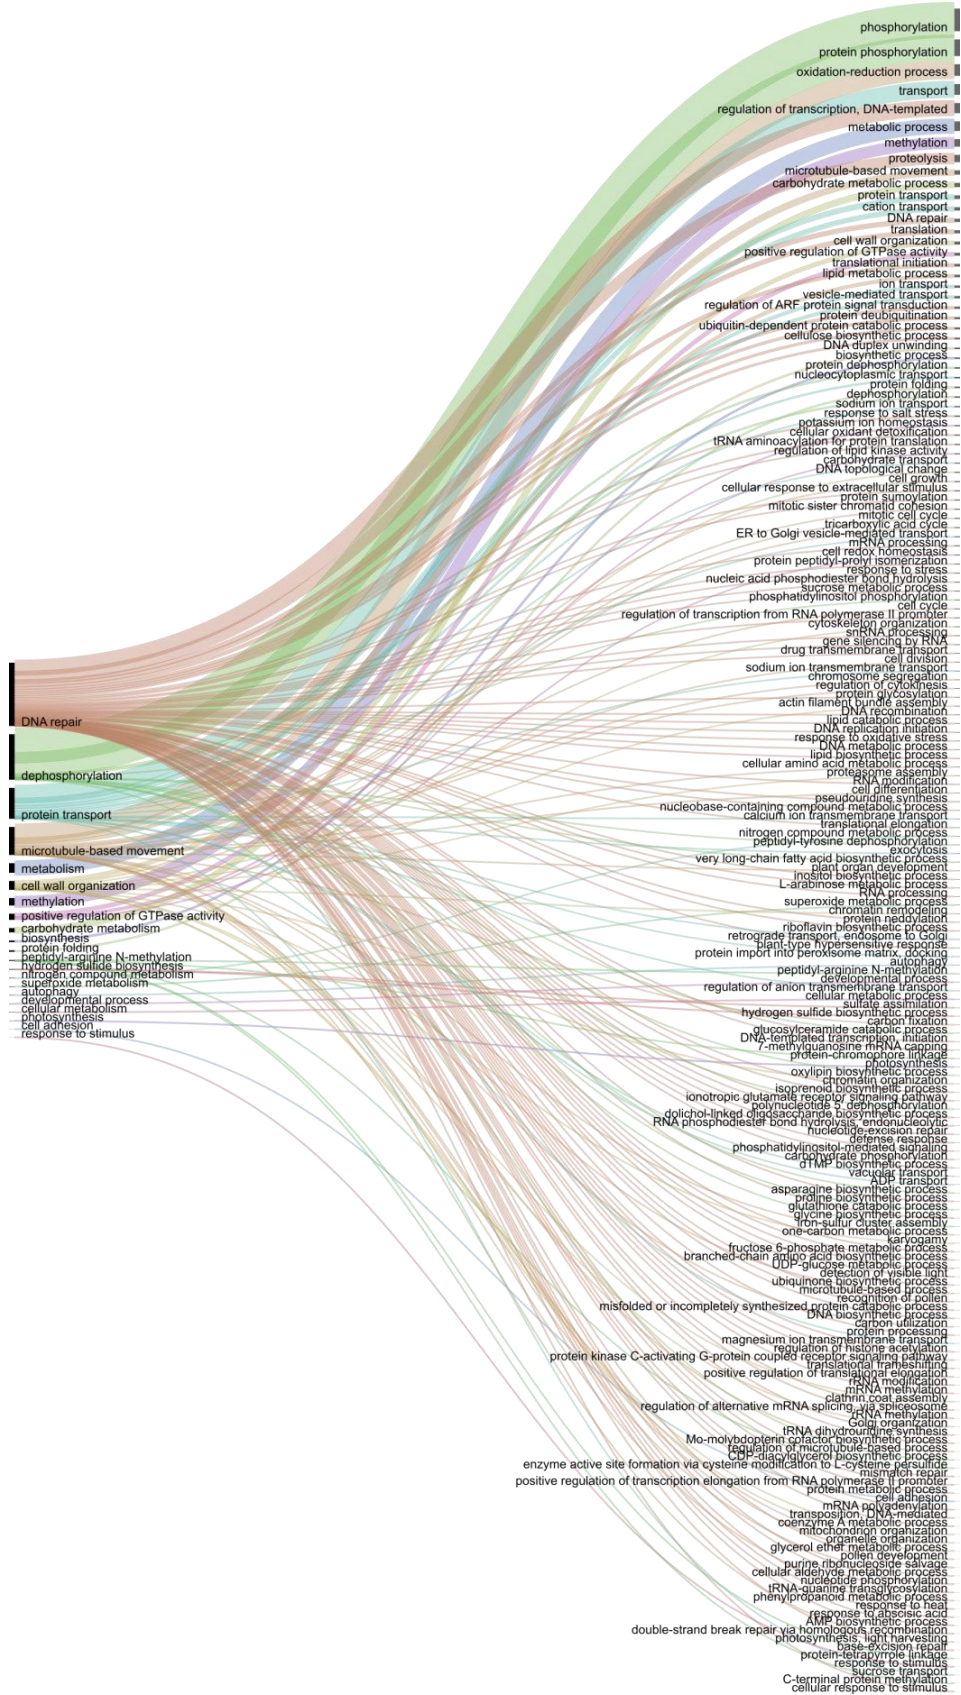 phosphorylation
protein phosphorylation
oxidation-reduction process
transport
regulation of transcription, DNA-templated
metabolic process
methylation
proteolysis
microtubule-based movement
carbohydrate metabolic process
protein transport
cation transport
DNA repair
translation
cell wall organization
positive regulation of GTPase activity
translational initiation
lipid metabolic process
ion transport
vesicle-mediated transport
regulation of ARF protein signal transduction
protein deubiquitination
ubiquitin-dependent protein catabolic process
cellulose biosynthetic process
DNA duplex unwinding
biosynthetic process
protein dephosphorylation
nucleocytoplasmic transport
protein folding
dephosphorylation
sodium ion transport
response to salt stress
potassium ion homeostasis
cellular oxidant detoxification
tRNA aminoacylation for protein translation
regulation of lipid kinase activity
carbohydrate transport
DNA topological change
cell growth
cellular response to extracellular stimulus
protein sumoylation
mitotic sister chromatid cohesion
mitotic cell cycle
tricarboxylic acid cycle
ER to Golgi vesicle-mediated transport
mRNA processing
cell redox homeostasis
protein peptidyl-prolyl isomerization
response to stress
nucleic acid phosphodiester bond hydrolysis
sucrose metabolic process
phosphatidylinositol phosphorylation
cell cycle
regulation of transcription from RNA polymerase II promoter
cytoskeleton organization
snRNA processing
gene silencing by RNA
drug transmembrane transport
cell division
sodium ion transmembrane transport
chromosome segregation
regulation of cytokinesis
protein glycosylation
actin filament bundle assembly
DNA recombination
lipid catabolic process
DNA replication initiation
response to oxidative stress
DNA metabolic process
lipid biosynthetic process
cellular amino acid metabolic process
proteasome assembly
RNA modification
cell differentiation
pseudouridine synthesis
nucleobase-containing compound metabolic process
calcium ion transmembrane transport
translational elongation
nitrogen compound metabolic process
peptidyl-tyrosine dephosphorylation
exocytosis
very long-chain fatty acid biosynthetic process
plant organ development
inositol biosynthetic process
L-arabinose metabolic process
RNA processing
superoxide metabolic process
chromatin remodeling
protein neddylation
riboflavin biosynthetic process
retrograde transport, endosome to Golgi
plant-type hypersensitive response
protein import into peroxisome matrix, docking
autophagy
peptidyl-arginine N-methylation
developmental process
regulation of anion transmembrane transport
cellular metabolic process
sulfate assimilation
hydrogen sulfide biosynthetic process
carbon fixation
glucosylceramide catabolic process
DNA-templated transcription, initiation
7-methylguanosine mRNA capping
protein-chromophore linkage
photosynthesis
oxylipin biosynthetic process
chromatin organization
isoprenoid biosynthetic process
ionotropic glutamate receptor signaling pathway
polynucleotide 5' dephosphorylation
dolichol-linked oligosaccharide biosynthetic process
RNA phosphodiester bond hydrolysis, endonucleolytic
nucleotide-excision repair
defense response
phosphatidylinositol-mediated signaling
carbohydrate phosphorylation
dTMP biosynthetic process
vacuolar transport
ADP transport
asparagine biosynthetic process
proline biosynthetic process
glutathione catabolic process
glycine biosynthetic process
iron-sulfur cluster assembly
one-carbon metabolic process
karyogamy
fructose 6-phosphate metabolic process
branched-chain amino acid biosynthetic process
UDP-glucose metabolic process
detection of visible light
ubiquinone biosynthetic process
microtubule-based process
recognition of pollen
misfolded or incompletely synthesized protein catabolic process
DNA biosynthetic process
carbon utilization
protein processing
magnesium ion transmembrane transport
regulation of histone acetylation
protein kinase C-activating G-protein coupled receptor signaling pathway
translational frameshifting
positive regulation of translational elongation
rRNA modification
mRNA methylation
clathrin coat assembly
regulation of alternative mRNA splicing, via spliceosome
rRNA methylation
Golgi organization
tRNA dihydrouridine synthesis
Mo-molybdopterin cofactor biosynthetic process
regulation of microtubule-based process
CDP-diacylglycerol biosynthetic process
enzyme active site formation via cysteine modification to L-cysteine persulfide
mismatch repair
positive regulation of transcription elongation from RNA polymerase II promoter
protein metabolic process
cell adhesion
mRNA polyadenylation
transposition, DNA-mediated
coenzyme A metabolic process
mitochondrion organization
organelle organization
glycerol ether metabolic process
pollen development
purine ribonucleoside salvage
cellular aldehyde metabolic process
nucleotide phosphorylation
tRNA-guanine transglycosylation
phenylpropanoid metabolic process
response to heat
response to abscisic acid
AMP biosynthetic process
double-strand break repair via homologous recombination
photosynthesis, light harvesting
base-excision repair
protein-tetrapyrrole linkage
response to stimulus
sucrose transport
C-terminal protein methylation
cellular response to stimulus
DNA repair
dephosphorylation
protein transport
microtubule-based movement
metabolism
cell wall organization
methylation
positive regulation of GTPase activity
carbohydrate metabolism
biosynthesis
protein folding
peptidyl-arginine N-methylation
hydrogen sulfide biosynthesis
nitrogen compound metabolism
superoxide metabolism
autophagy
developmental process
cellular metabolism
photosynthesis
cell adhesion
response to stimulus